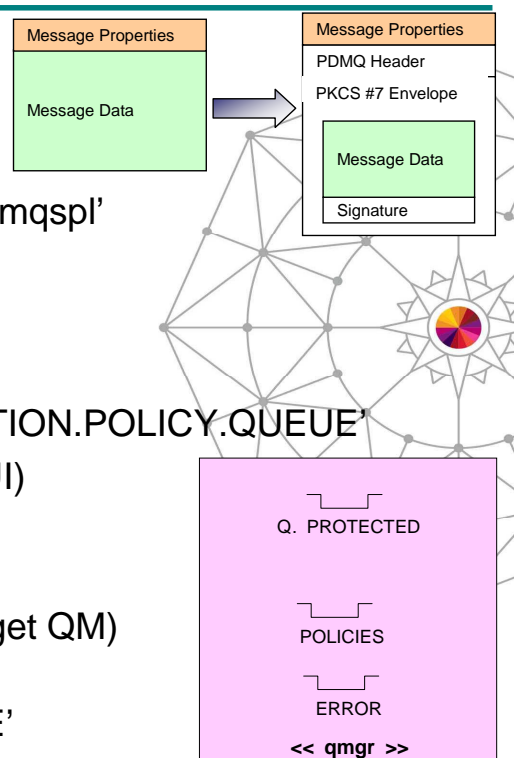 Message Properties
Message Data
Message Properties
PDMQ Header
PKCS #7 Envelope
Message Data
Signature
mqspl’
TION.POLICY.QUEUE’
I)
get QM)
E’
Q. PROTECTED
POLICIES
ERROR
<< qmgr >>